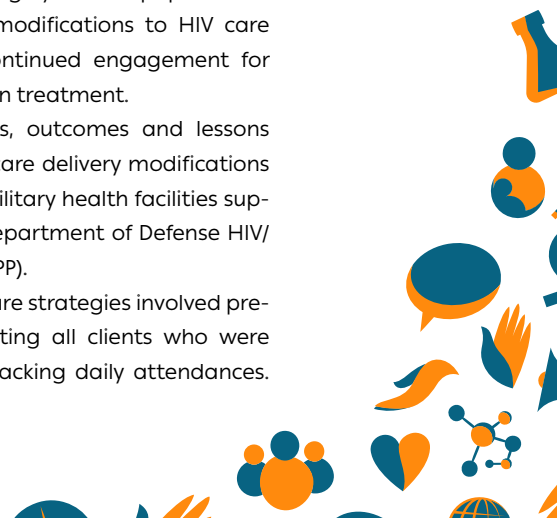 modifications to HIV care
ontinued engagement for
n treatment.
s, outcomes and lessons
are delivery modifications
ilitary health facilities sup-
epartment of Defense HIV/
PP).
re strategies involved pre-
ting all clients who were
acking daily attendances.